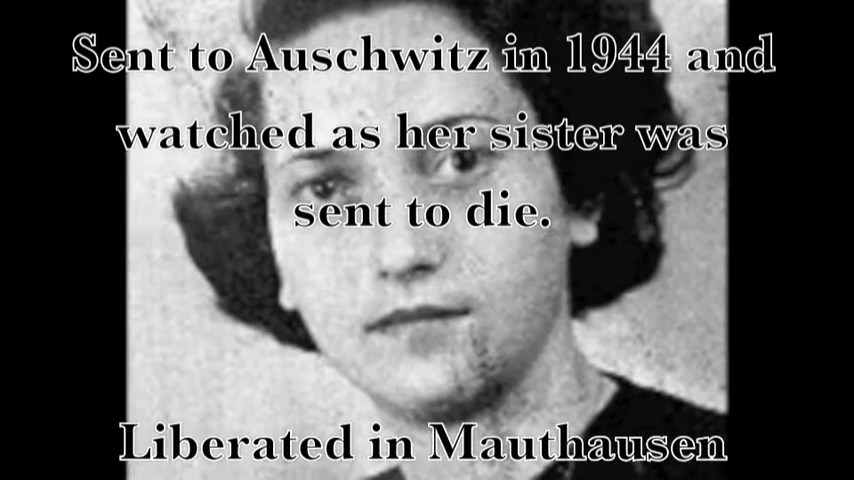 Sent to Auschwitz in 1944 and
watched as her sister was
sent to die.
Liberated in Mauthausen